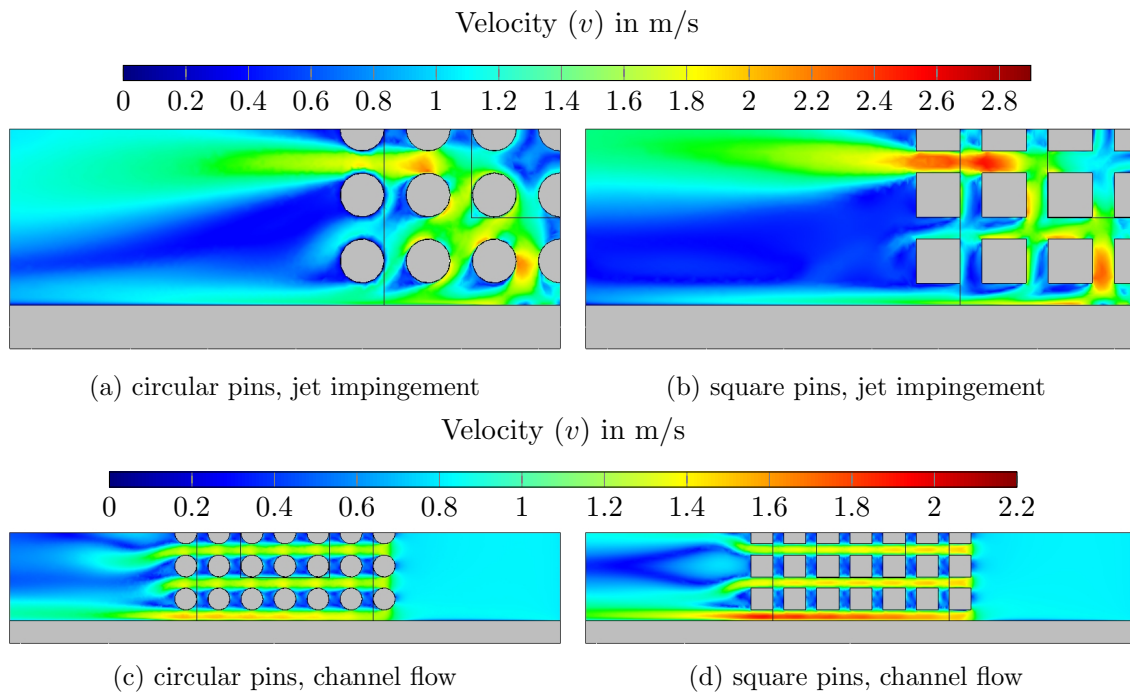 Velocity (v) in m/s
0 0.2 0.4 0.6 0.8 1 1.2 1.4 1.6 1.8 2 2.2 2.4 2.6 2.8
(a) circular pins, jet impingement
(b) square pins, jet impingement
Velocity (v) in m/s
0 0.2 0.4 0.6 0.8 1 1.2 1.4 1.6 1.8 2 2.2
(c) circular pins, channel flow
(d) square pins, channel flow